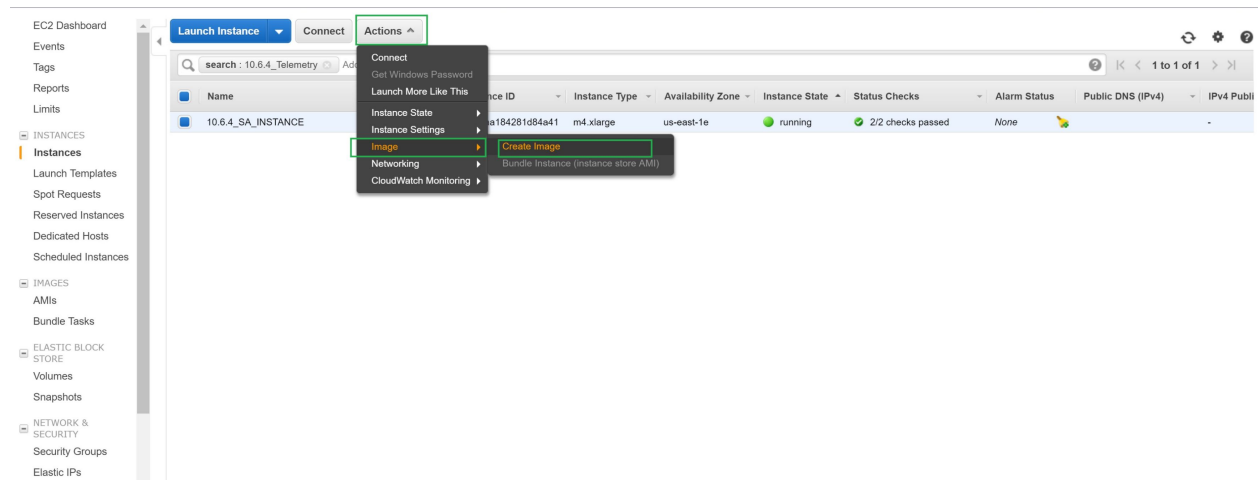 EC2 Dashboard
Events
Tags
Reports
Limits
INSTANCES
Instances
Launch Templates
Spot Requests
Reserved Instances
Dedicated Hosts
Scheduled Instances
IMAGES
AMIs
Bundle Tasks
ELASTIC BLOCK
STORE
Volumes
Snapshots
NETWORK &
SECURITY
Security Groups
Elastic IPs
Launch Instance Connect Actions
search : 10.6.4_Telemetry Add 1 to 1 of 1
Name nce ID Instance Type Availability Zone Instance State Status Checks Alarm Status Public DNS (IPv4) IPv4 Publi
10.6.4_SA_INSTANCE a184281d84a41 m4.xlarge us-east-1e running 2/2 checks passed None -
Connect
Get Windows Password
Launch More Like This
Instance State
Instance Settings
Image
Networking
CloudWatch Monitoring
Create Image
Bundle Instance (instance store AMI)